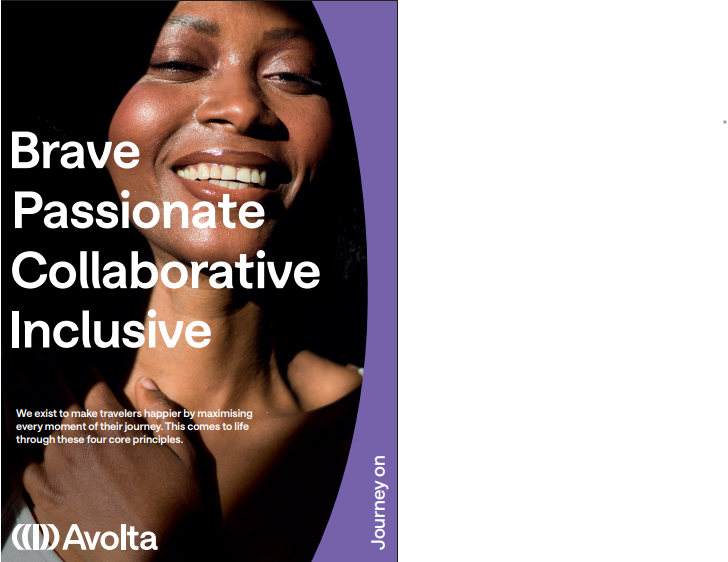 Brave
Passionate
Collaborative
Inclusive
We exist to make travelers happier by maximising
every moment of their journey. This comes to life
through these four core principles.
Avolta
Journey on